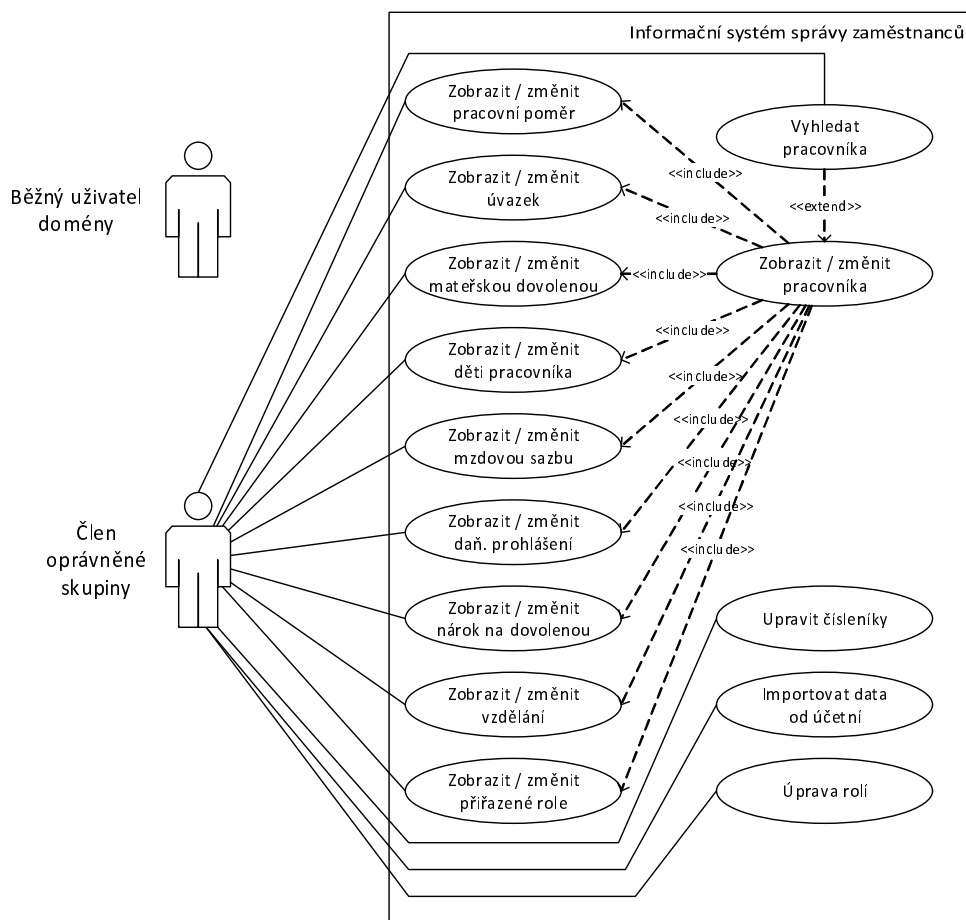 Informační systém správy zaměstnanců
Zobrazit / změnit
pracovní poměr
Vyhledat
pracovníka
<<include>>
Běžný uživatel
domény
Zobrazit / změnit
úvazek
<<include>>
<<extend>>
Zobrazit / změnit
mateřskou dovolenou
<<include>>
Zobrazit / změnit
pracovníka
Zobrazit / změnit
děti pracovníka
<<include>>
<<include>>
Zobrazit / změnit
mzdovou sazbu
<<include>>
<<include>>
Člen
oprávněné
skupiny
Zobrazit / změnit
daň. prohlášení
<<include>>
Zobrazit / změnit
nárok na dovolenou
Upravit číseníky
Zobrazit / změnit
vzdělání
Importovat data
od účetní
Zobrazit / změnit
přiřazené role
Úprava rolí